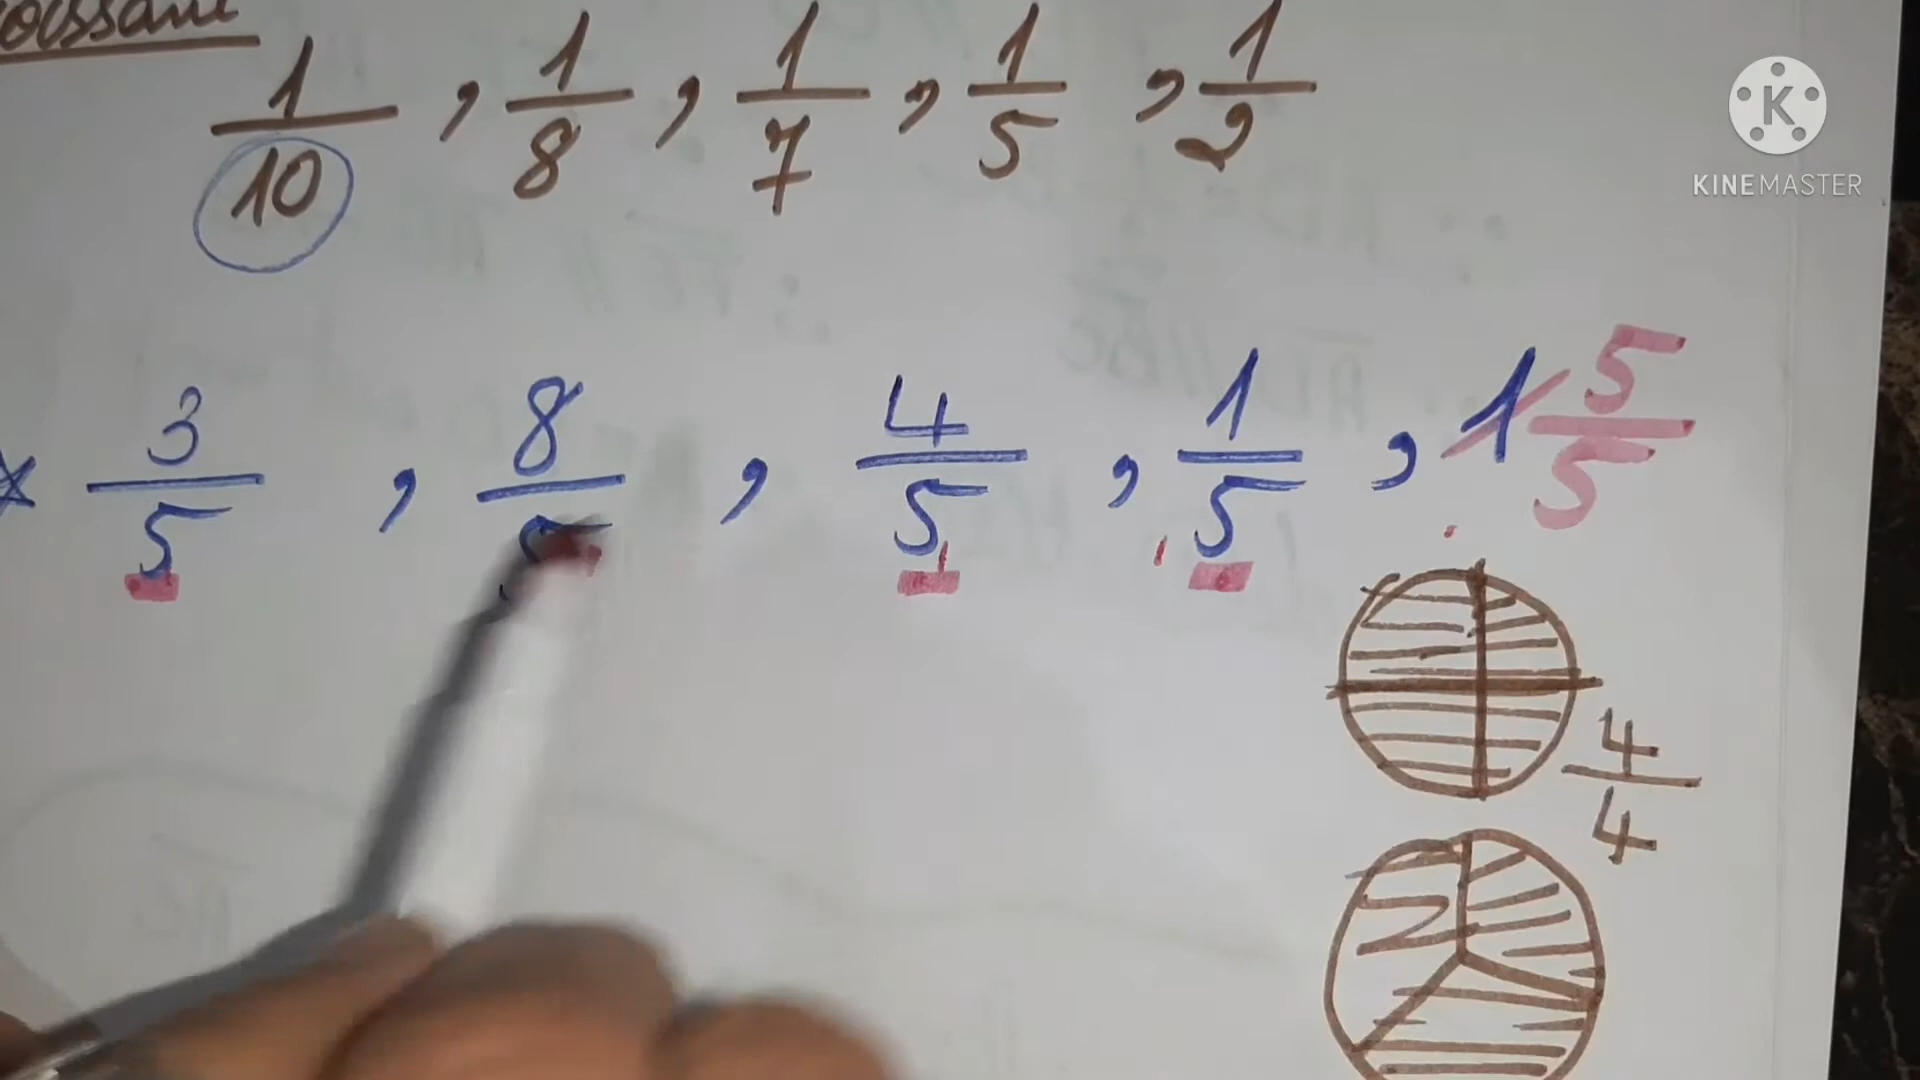 1/10 , 1/8 , 1/7 , 1/5 , 1/2
K
KINEMASTER
3/5 , 8/5 , 4/5 , 1/5 , 1 5/5
4/4